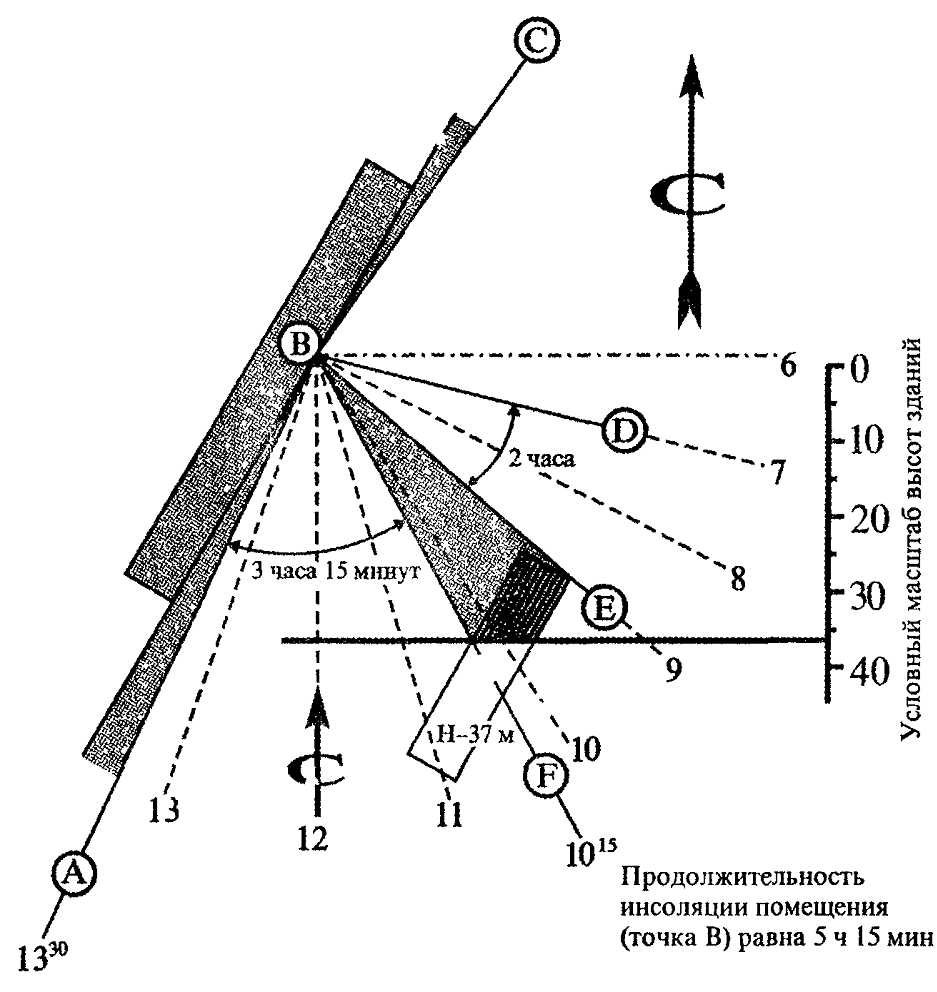 C
С
B
6
0
D
10
7
2 часа
20
8
3 часа 15 минут
30
E
40
9
Условный масштаб высот зданий
H–37 м
10
F
С
13
11
12
10¹⁵
A
13³⁰
Продолжительность
инсоляции помещения
(точка В) равна 5 ч 15 мин